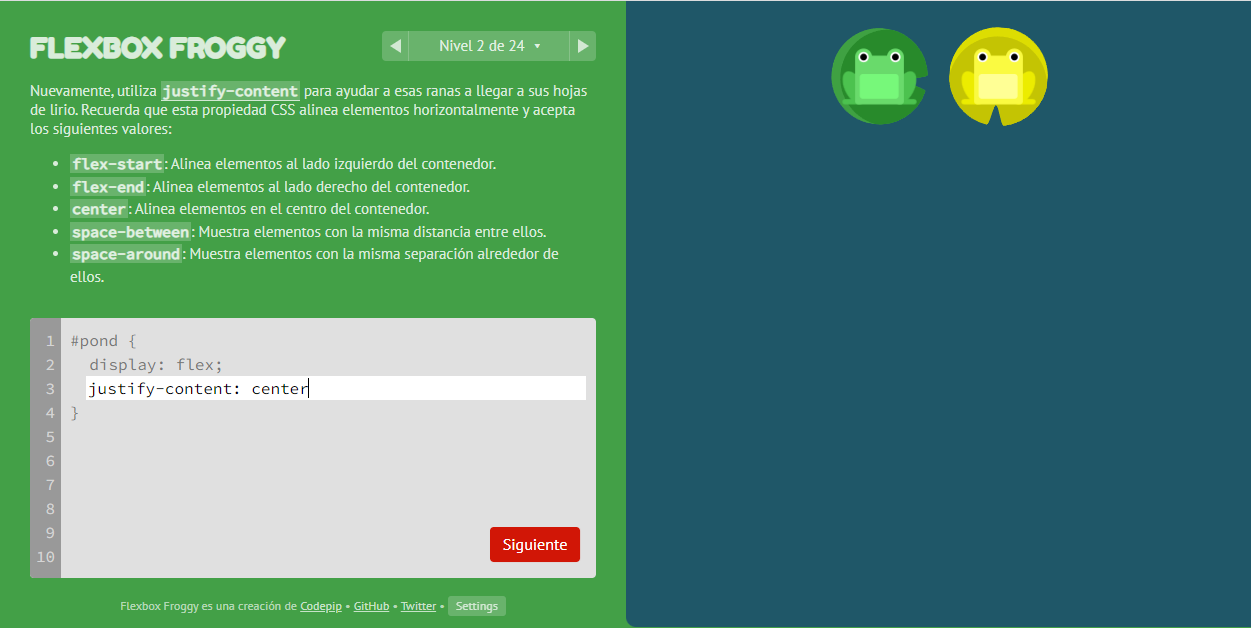 FLEXBOX FROGGY
◀ Nivel 2 de 24 ▼ ▶
Nuevamente, utiliza justify-content para ayudar a esas ranas a llegar a sus hojas
de lirio. Recuerda que esta propiedad CSS alinea elementos horizontalmente y acepta
los siguientes valores:
• flex-start: Alinea elementos al lado izquierdo del contenedor.
• flex-end: Alinea elementos al lado derecho del contenedor.
• center: Alinea elementos en el centro del contenedor.
• space-between: Muestra elementos con la misma distancia entre ellos.
• space-around: Muestra elementos con la misma separación alrededor de
ellos.
1 #pond {
2 display: flex;
3 justify-content: center
4 }
5
6
7
8
9
10
Siguiente
Flexbox Froggy es una creación de Codepip • GitHub • Twitter • Settings